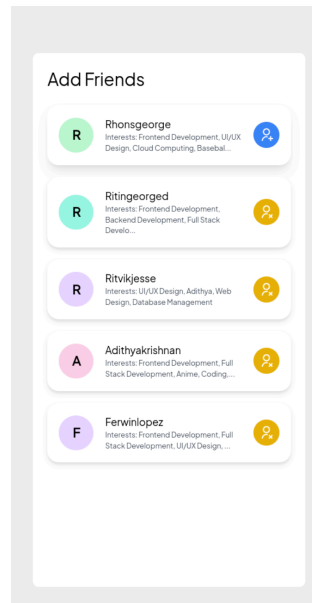 Add Friends
R
Rhonsgeorge
Interests: Frontend Development, UI/UX
Design, Cloud Computing, Basebal...
R
Ritingeorged
Interests: Frontend Development,
Backend Development, Full Stack
Develo...
R
Ritvikjesse
Interests: UI/UX Design, Adithya, Web
Design, Database Management
A
Adithyakrishnan
Interests: Frontend Development, Full
Stack Development, Anime, Coding,...
F
Ferwinlopez
Interests: Frontend Development, Full
Stack Development, UI/UX Design, ...